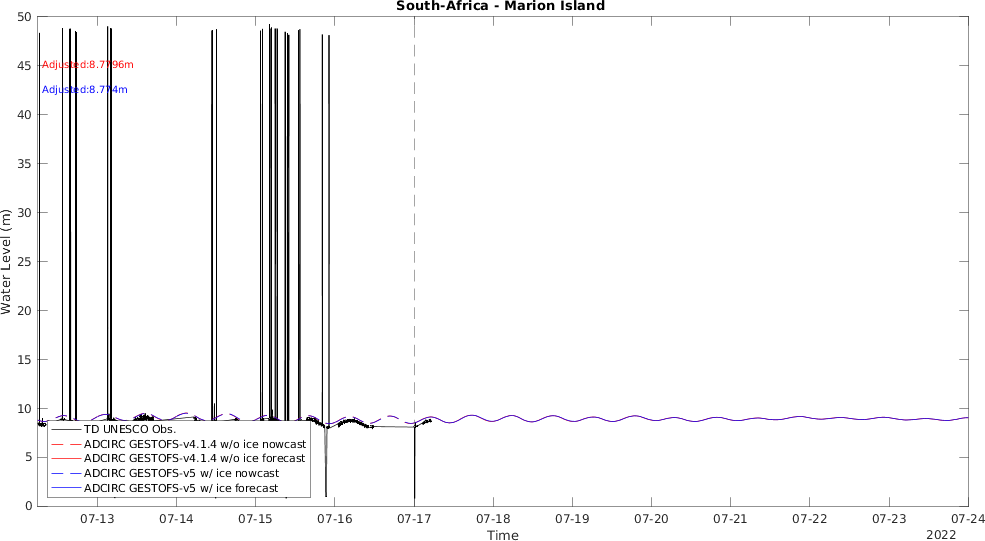 South-Africa - Marion Island
50
45
40
35
30
25
20
15
10
5
0
Water Level (m)
Adjusted:8.7796m
Adjusted:8.774m
TD UNESCO Obs.
ADCIRC GESTOFS-v4.1.4 w/o ice nowcast
ADCIRC GESTOFS-v4.1.4 w/o ice forecast
ADCIRC GESTOFS-v5 w/ ice nowcast
ADCIRC GESTOFS-v5 w/ ice forecast
07-13 07-14 07-15 07-16 07-17 07-18 07-19 07-20 07-21 07-22 07-23 07-24
2022
Time